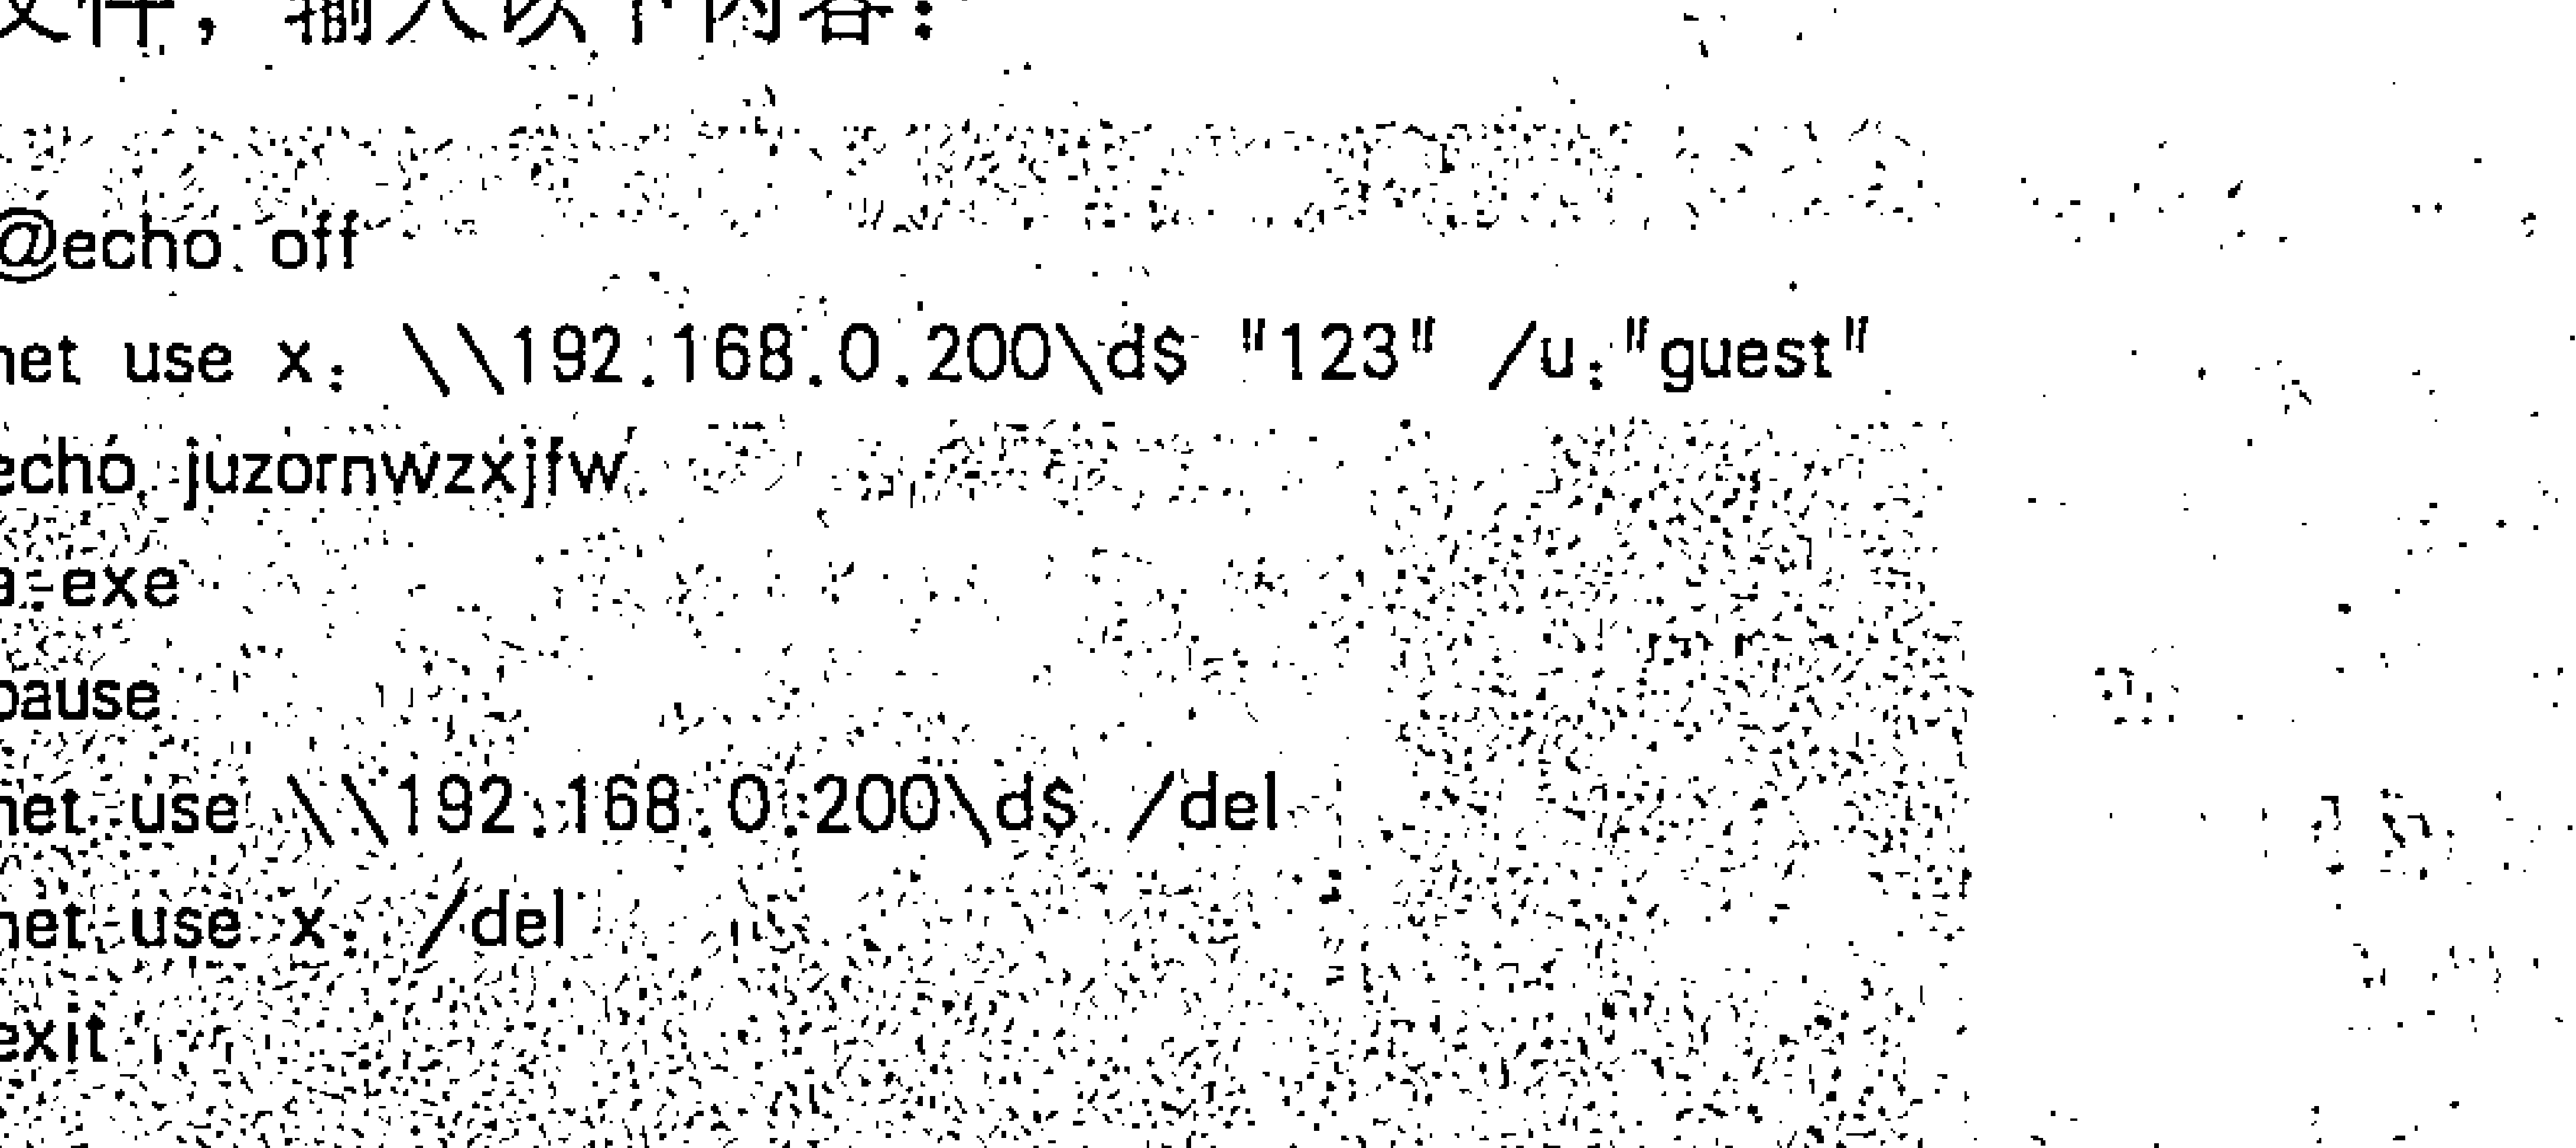 文件，输入以下内容：
@echo off
net use x: \\192.168.0.200\d$ "123" /u:"guest"
echo juzornwzxjfw
a.exe
pause
net use \\192.168.0.200\d$ /del
net use x: /del
exit